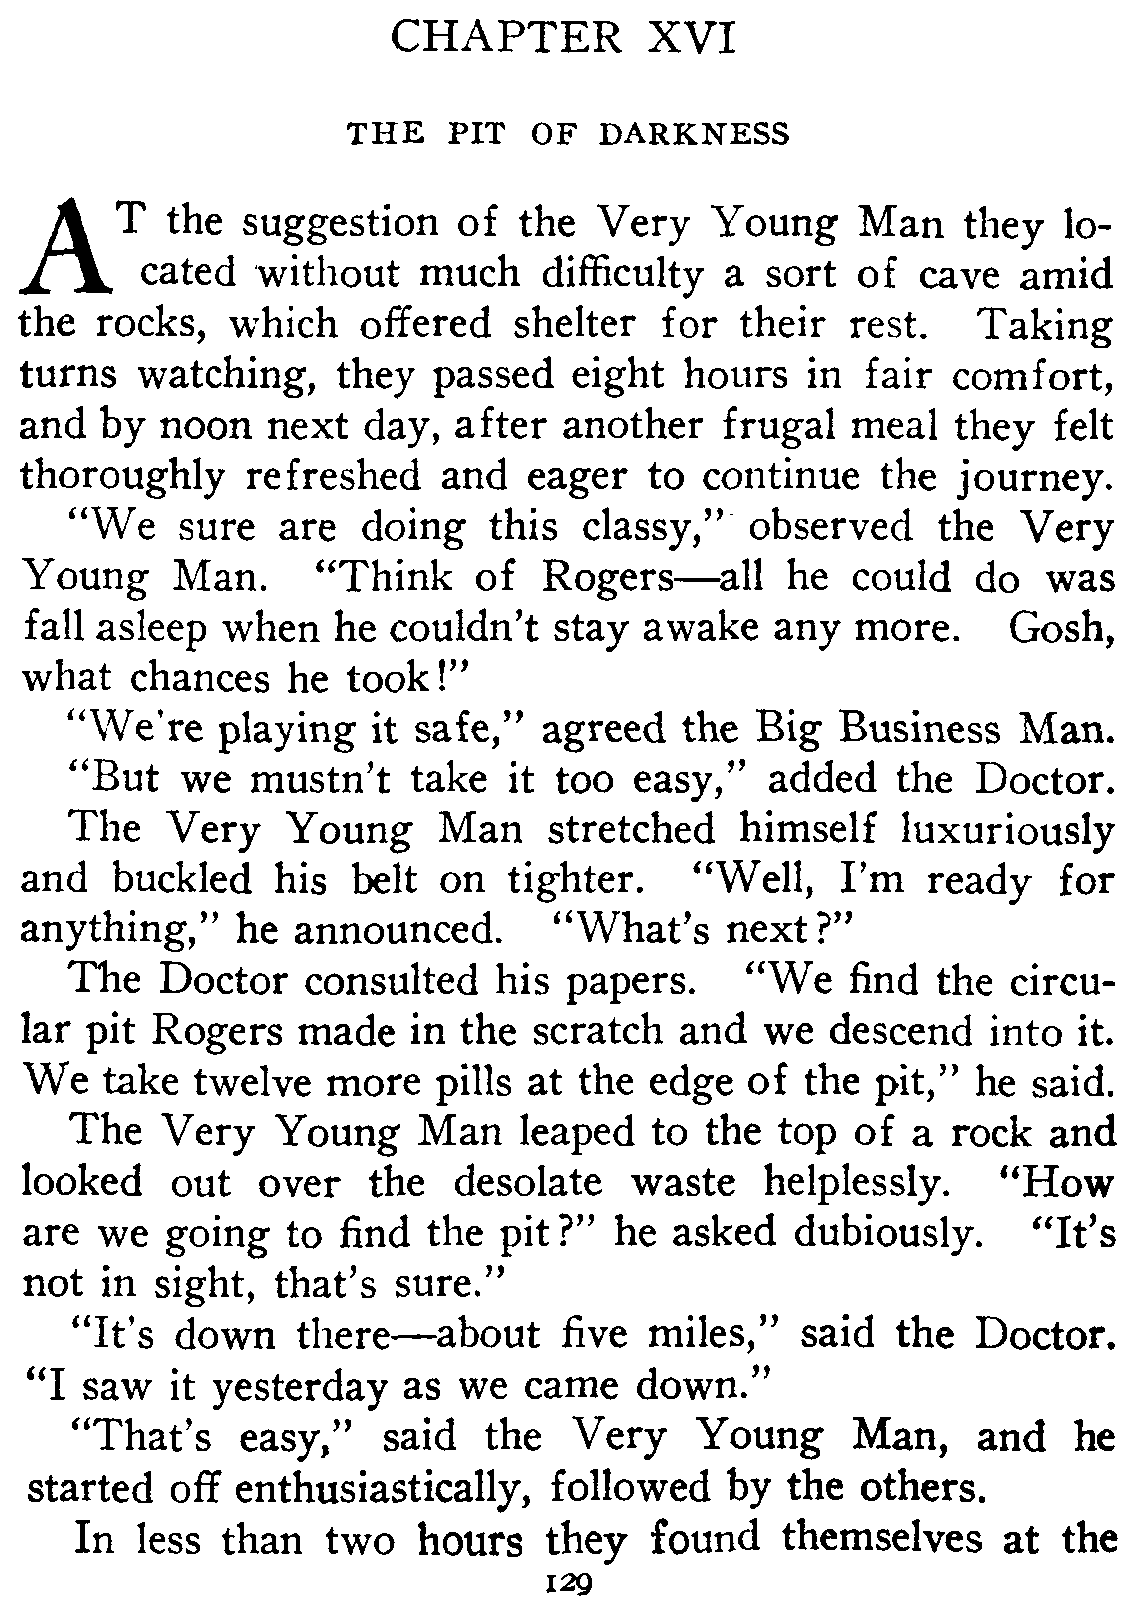 CHAPTER XVI
THE PIT OF DARKNESS
AT the suggestion of the Very Young Man they lo-
cated without much difficulty a sort of cave amid
the rocks, which offered shelter for their rest. Taking
turns watching, they passed eight hours in fair comfort,
and by noon next day, after another frugal meal they felt
thoroughly refreshed and eager to continue the journey.
“We sure are doing this classy,” observed the Very
Young Man. “Think of Rogers—all he could do was
fall asleep when he couldn't stay awake any more. Gosh,
what chances he took!”
“We're playing it safe,” agreed the Big Business Man.
“But we mustn't take it too easy,” added the Doctor.
The Very Young Man stretched himself luxuriously
and buckled his belt on tighter. “Well, I'm ready for
anything,” he announced. “What's next?”
The Doctor consulted his papers. “We find the circu-
lar pit Rogers made in the scratch and we descend into it.
We take twelve more pills at the edge of the pit,” he said.
The Very Young Man leaped to the top of a rock and
looked out over the desolate waste helplessly. “How
are we going to find the pit?” he asked dubiously. “It's
not in sight, that's sure.”
“It's down there—about five miles,” said the Doctor.
“I saw it yesterday as we came down.”
“That's easy,” said the Very Young Man, and he
started off enthusiastically, followed by the others.
In less than two hours they found themselves at the
129